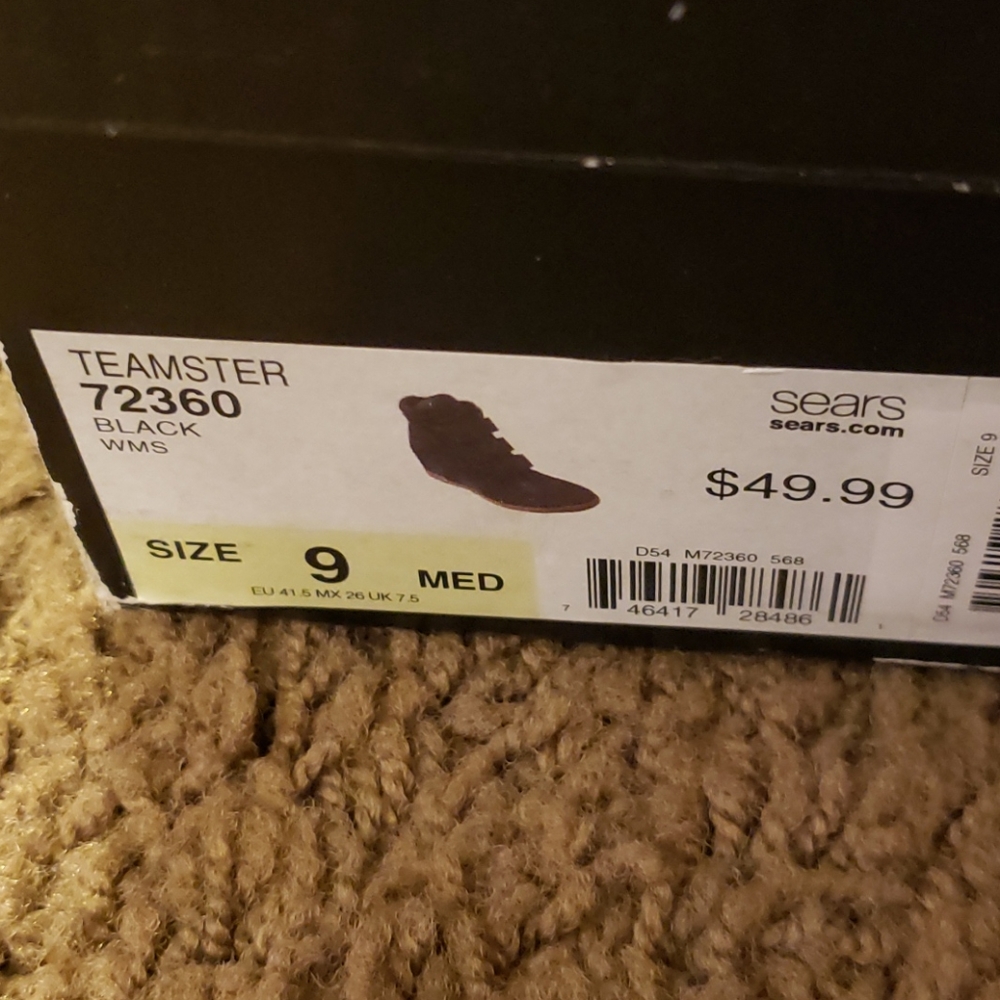 TEAMSTER
72360
BLACK
WMS
sears
sears.com
$49.99
SIZE 9 MED
EU 41.5 MX 26 UK 7.5
D54 M72360 568
7 46417 28486 1
SIZE 9
D54 M72360 568